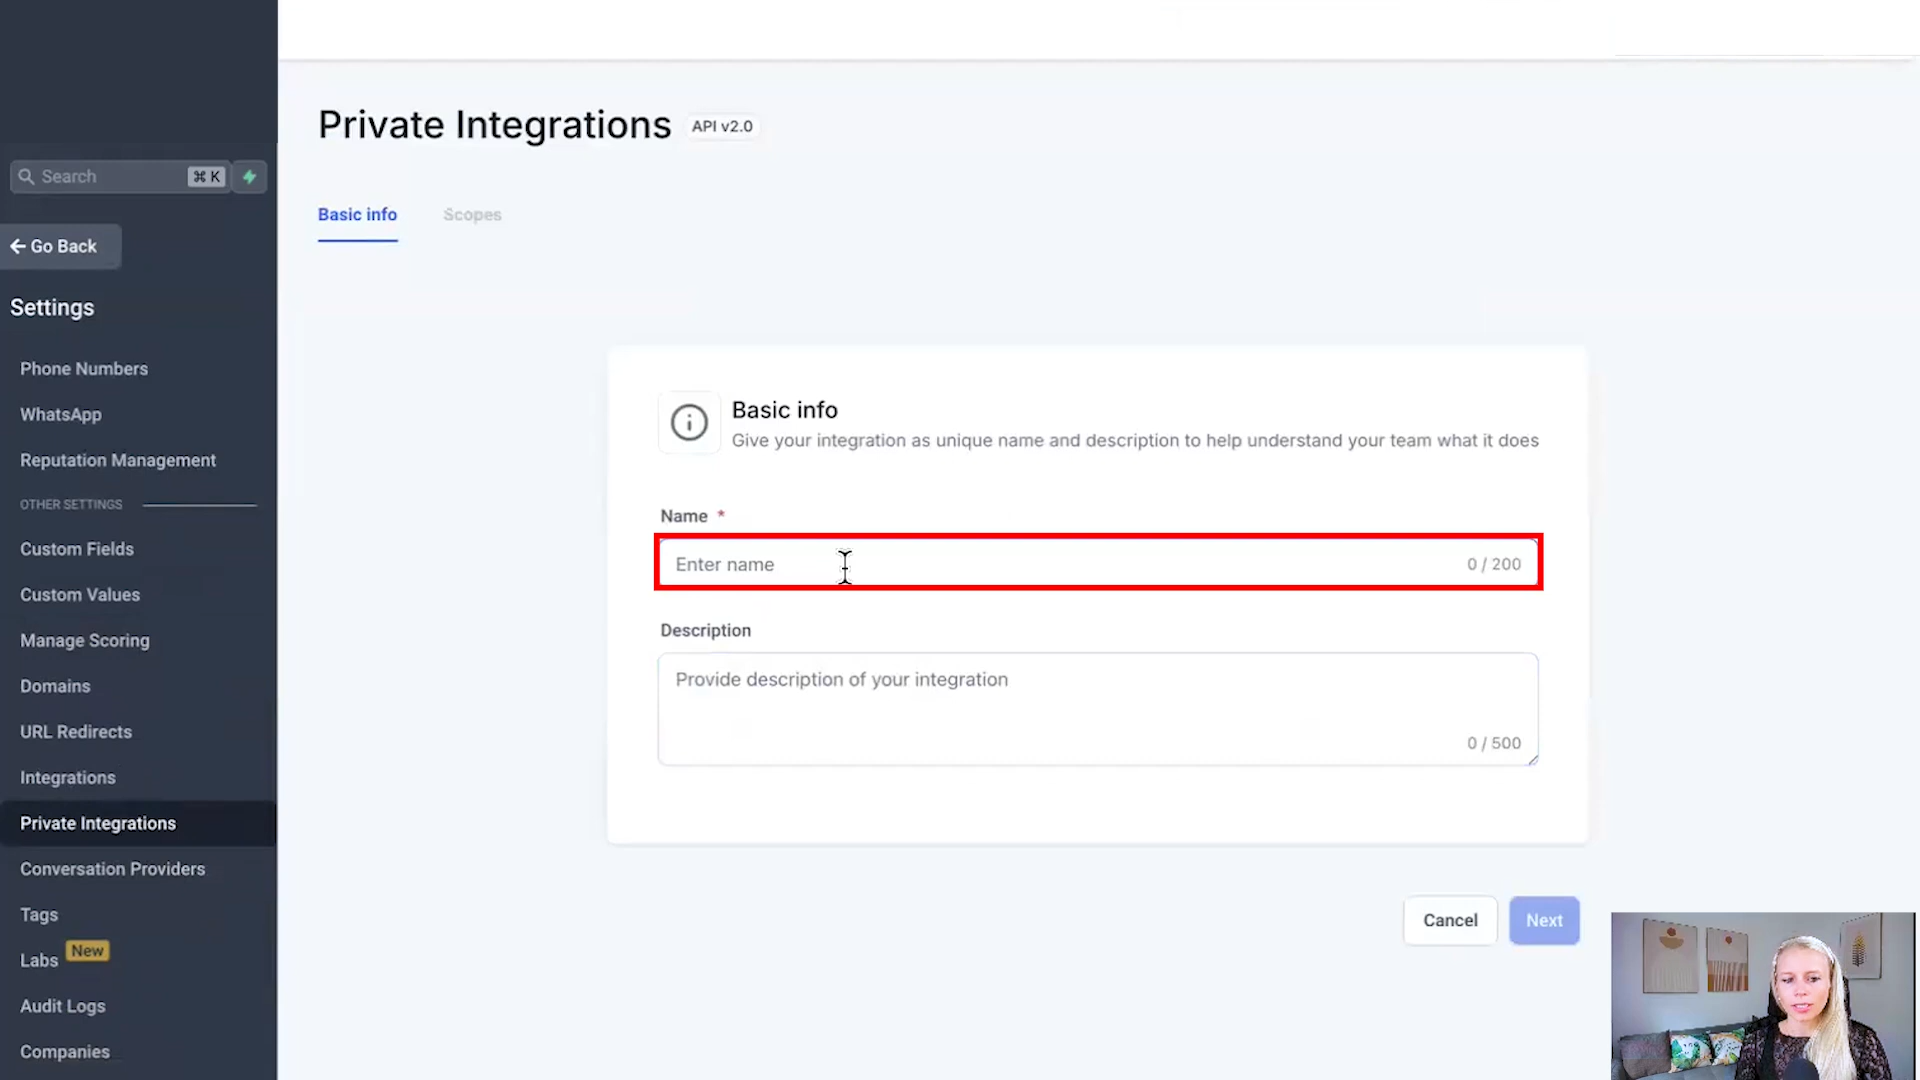 Search ⌘ K
← Go Back
Settings
Phone Numbers
WhatsApp
Reputation Management
OTHER SETTINGS
Custom Fields
Custom Values
Manage Scoring
Domains
URL Redirects
Integrations
Private Integrations
Conversation Providers
Tags
Labs New
Audit Logs
Companies
Private Integrations API v2.0
Basic info Scopes
Basic info
Give your integration as unique name and description to help understand your team what it does
Name *
Enter name 0 / 200
Description
Provide description of your integration
0 / 500
Cancel Next